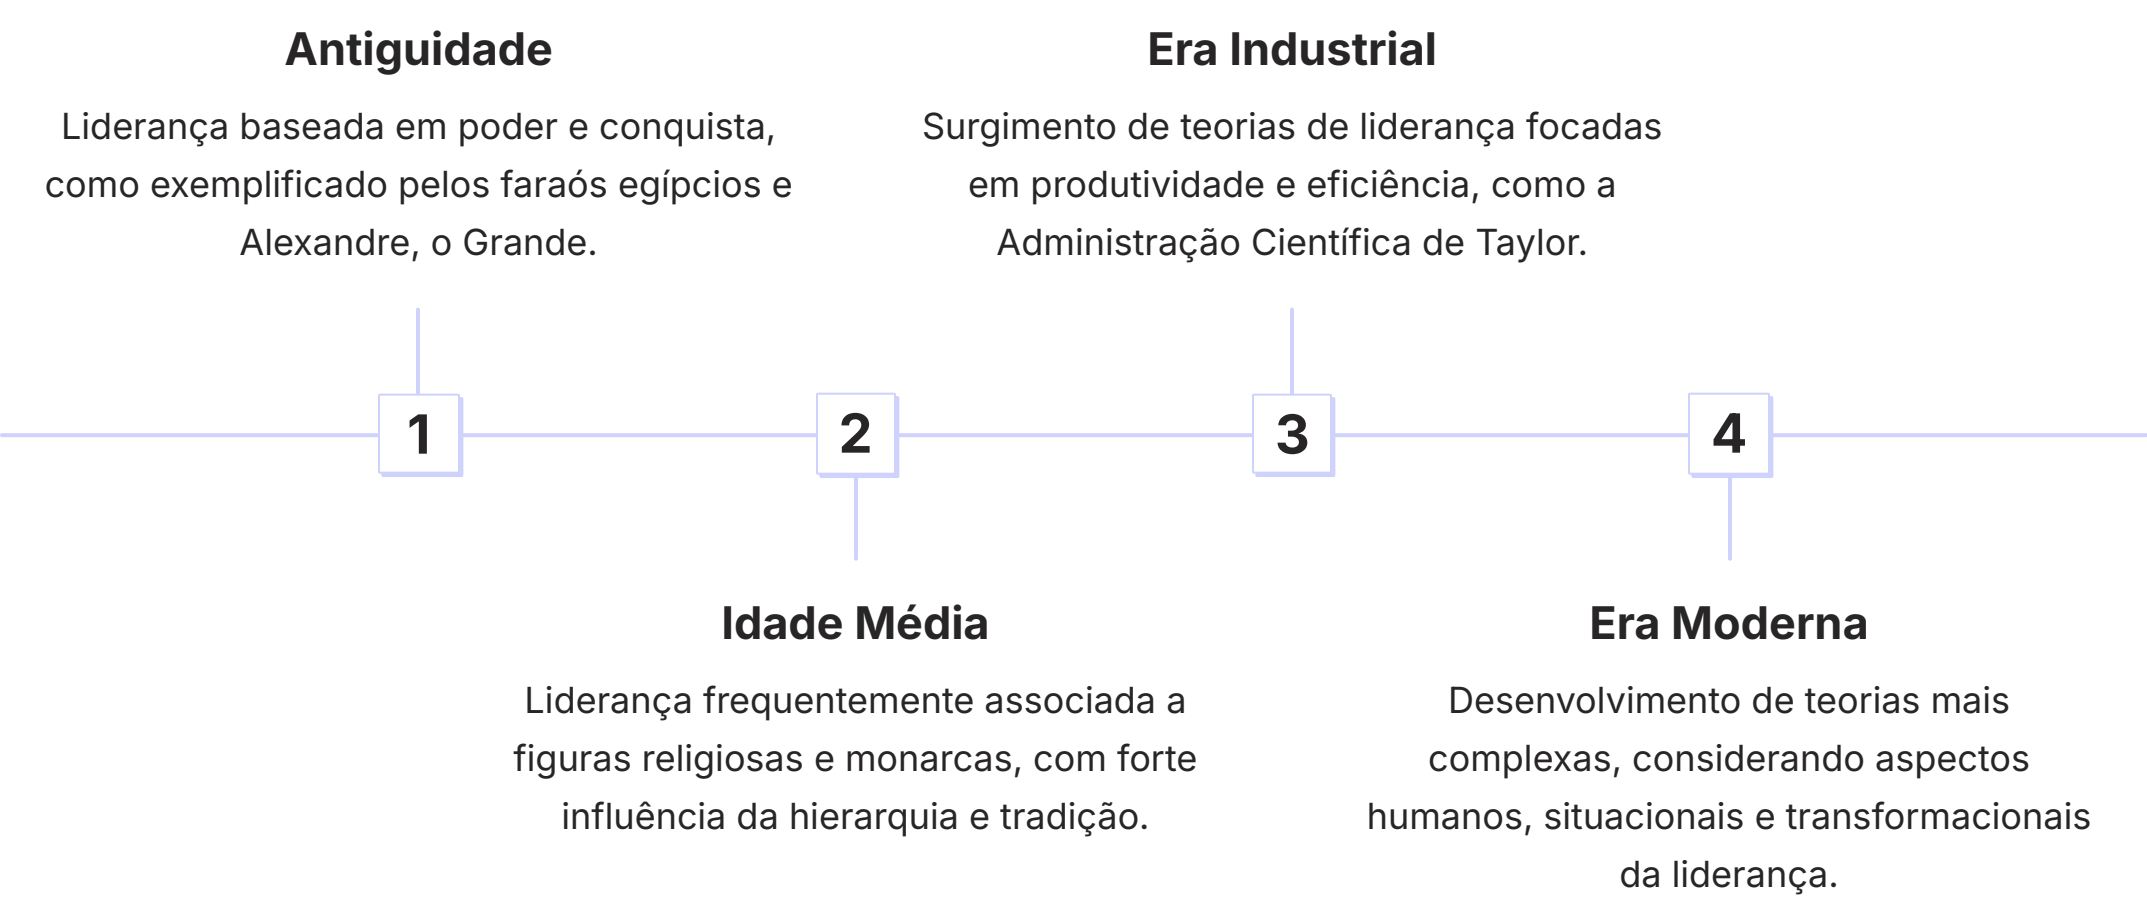 Antiguidade
Liderança baseada em poder e conquista,
como exemplificado pelos faraós egípcios e
Alexandre, o Grande.
1
2
Idade Média
Liderança frequentemente associada a
figuras religiosas e monarcas, com forte
influência da hierarquia e tradição.
Era Industrial
Surgimento de teorias de liderança focadas
em produtividade e eficiência, como a
Administração Científica de Taylor.
3
4
Era Moderna
Desenvolvimento de teorias mais
complexas, considerando aspectos
humanos, situacionais e transformacionais
da liderança.